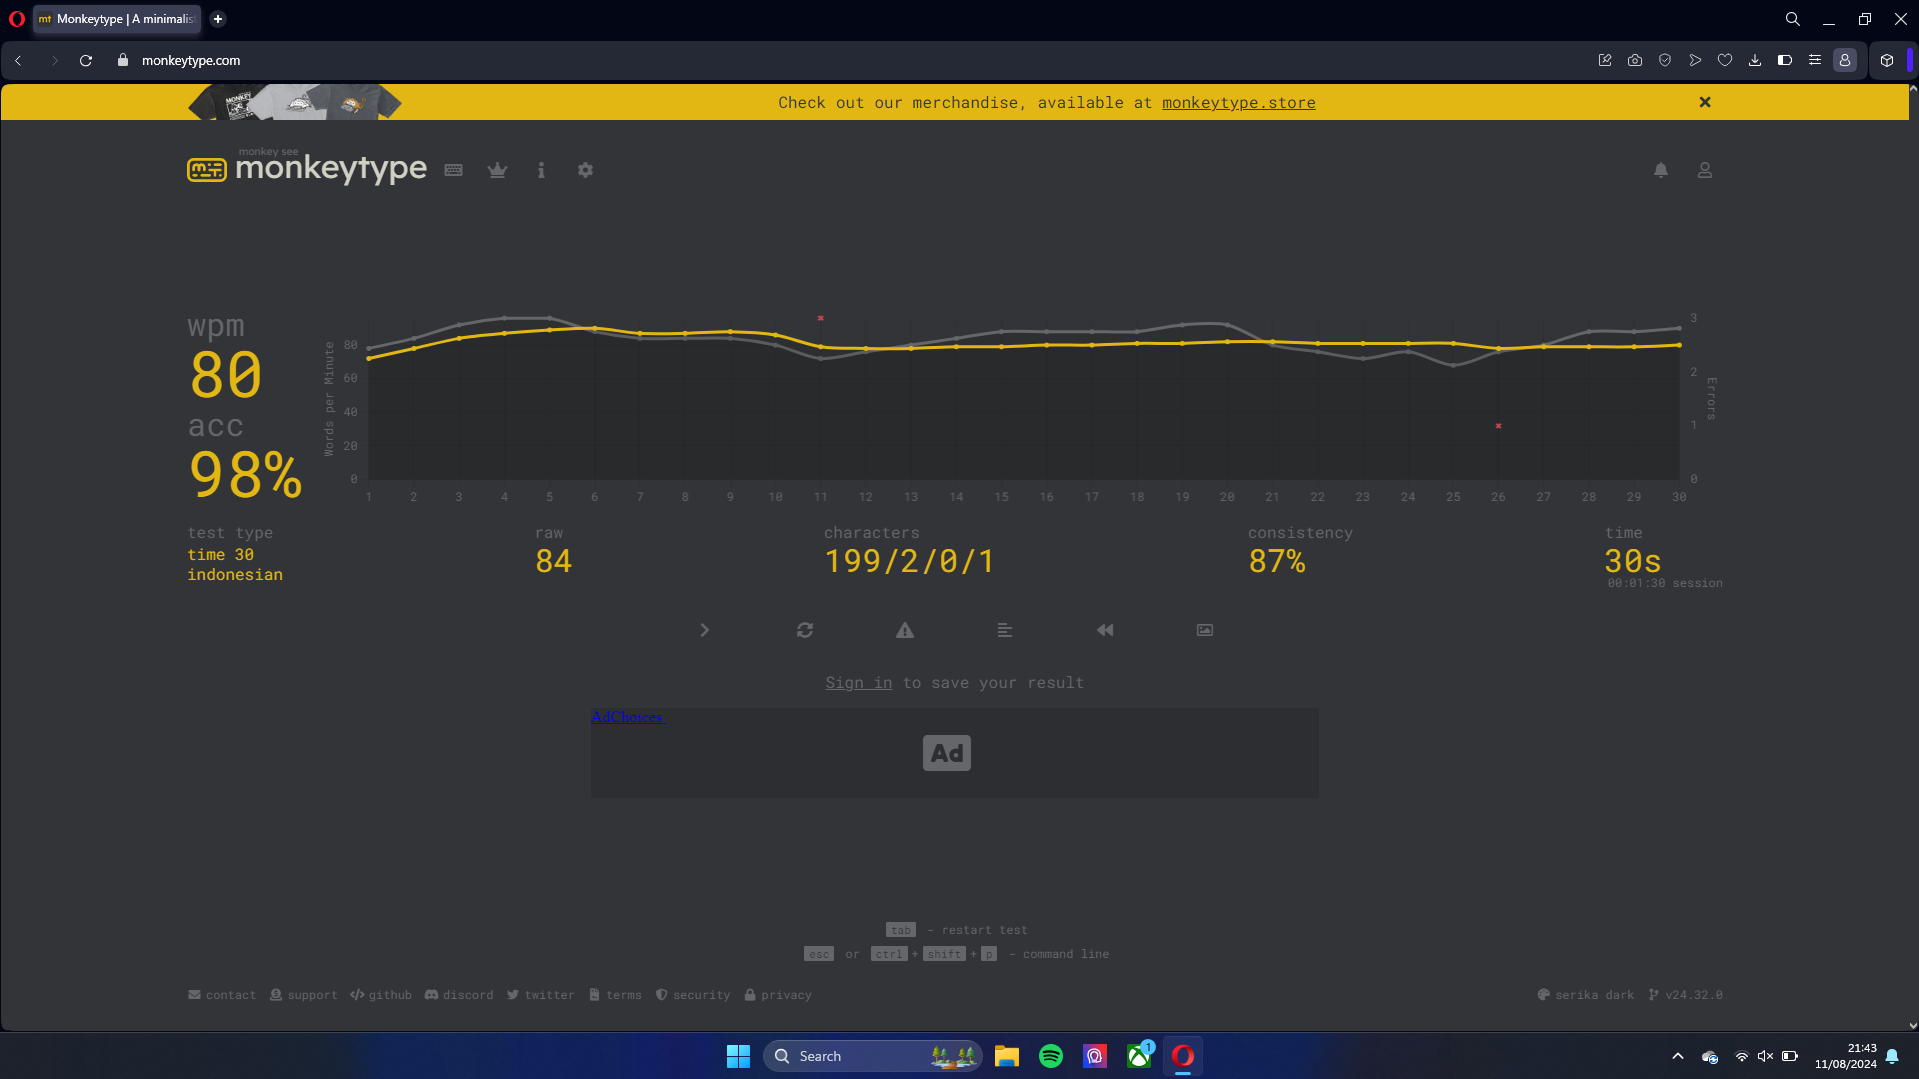 mt Monkeytype | A minimalis
monkeytype.com
MONKEY
Check out our merchandise, available at monkeytype.store
monkey see
monkeytype
wpm
80
acc
98%
Words per Minute
80
60
40
20
0
3
2
1
0
Errors
1 2 3 4 5 6 7 8 9 10 11 12 13 14 15 16 17 18 19 20 21 22 23 24 25 26 27 28 29 30
test type
time 30
indonesian
raw
84
characters
199/2/0/1
consistency
87%
time
30s
00:01:30 session
Sign in to save your result
AdChoices
Ad
tab - restart test
esc or ctrl + shift + p - command line
contact support github discord twitter terms security privacy
serika dark v24.32.0
Search
1
21:43
11/08/2024